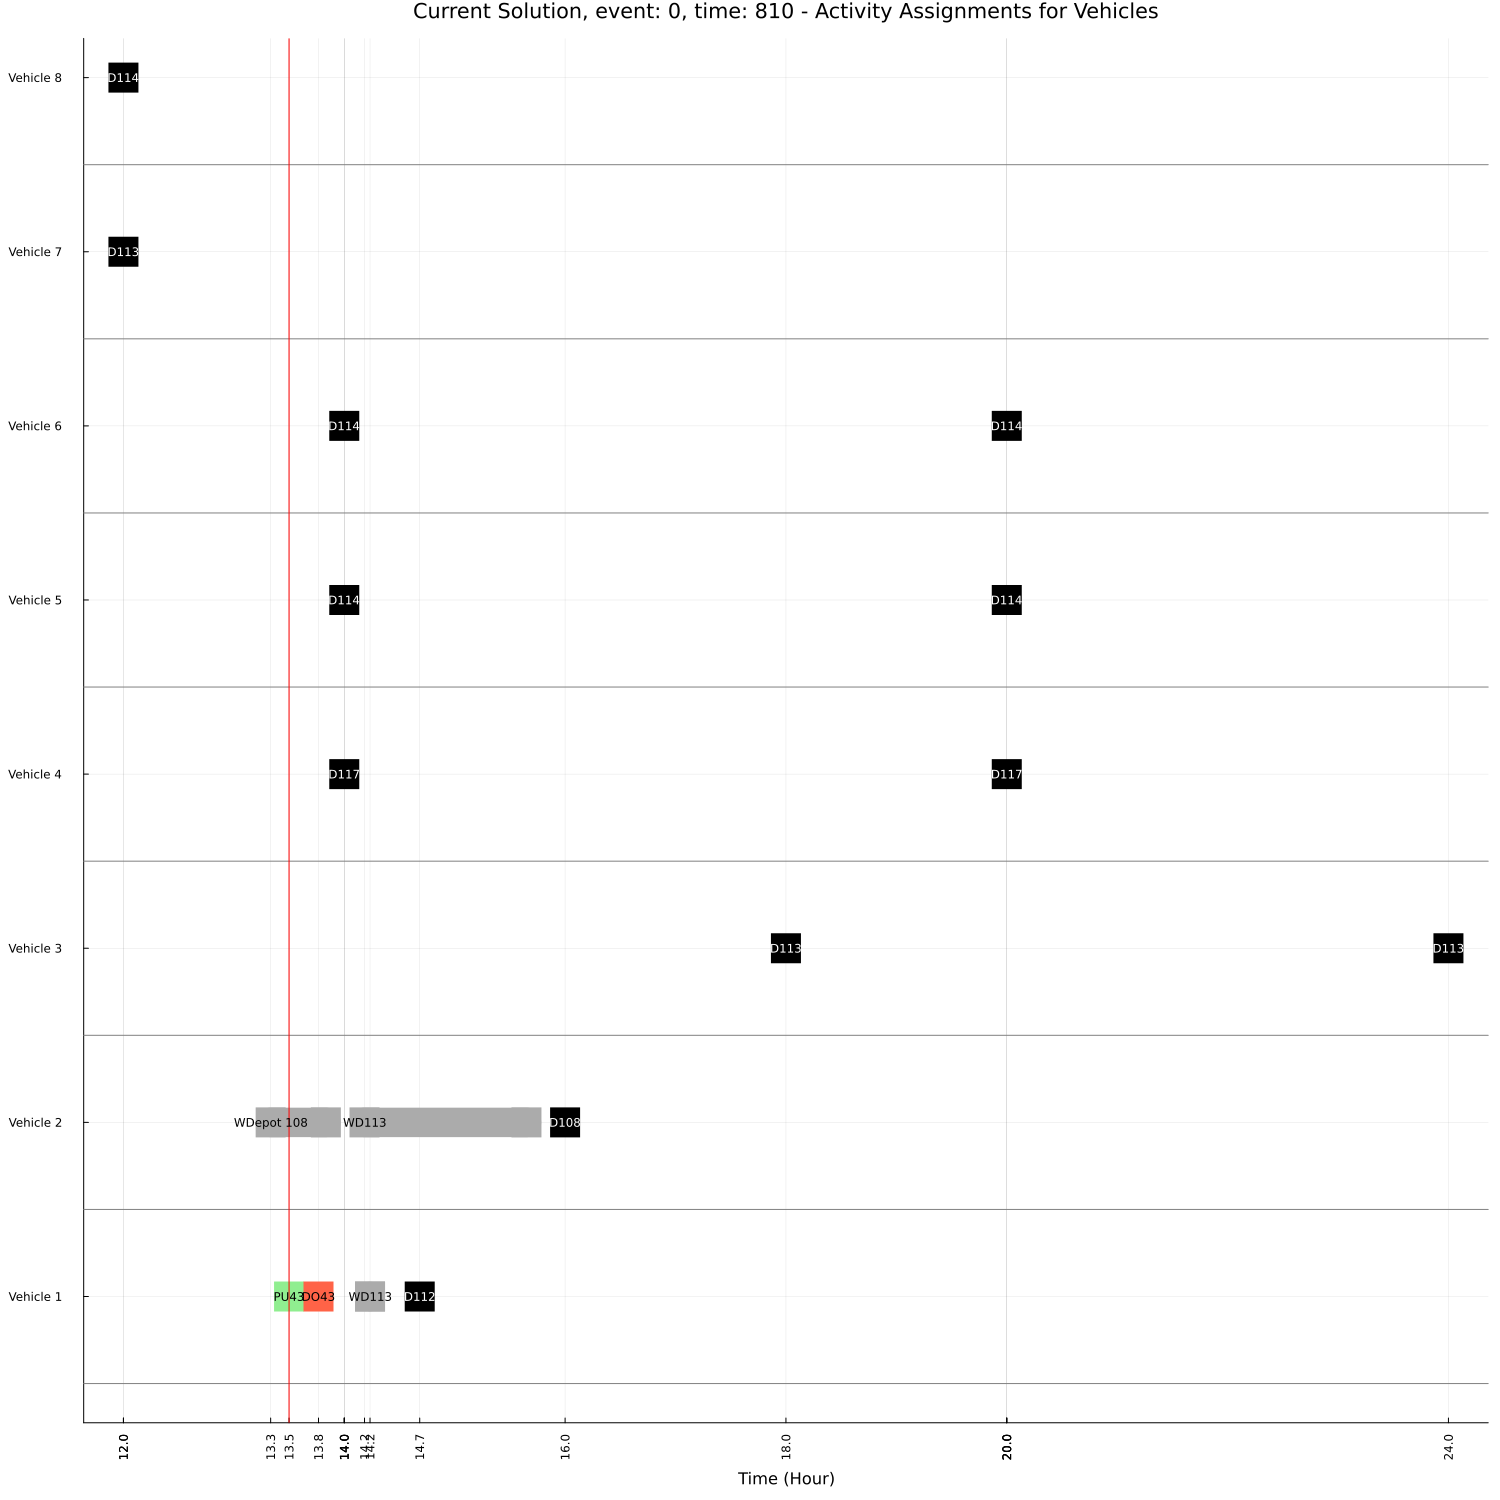 Current Solution, event: 0, time: 810 - Activity Assignments for Vehicles
Vehicle 8
D114
Vehicle 7
D113
Vehicle 6
D114
D114
Vehicle 5
D114
D114
Vehicle 4
D117
D117
Vehicle 3
D113
D113
Vehicle 2
WDepot 108
WD113
D108
Vehicle 1
PU43
DO43
WD113
D112
12.0
13.3
13.5
13.8
14.0
14.2
14.2
14.7
16.0
18.0
20.0
24.0
Time (Hour)